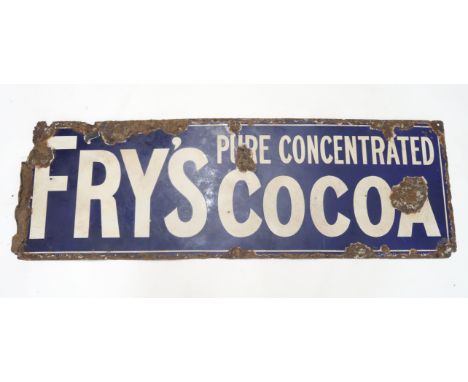 FRY'S PURE CONCENTRATED
COCOA